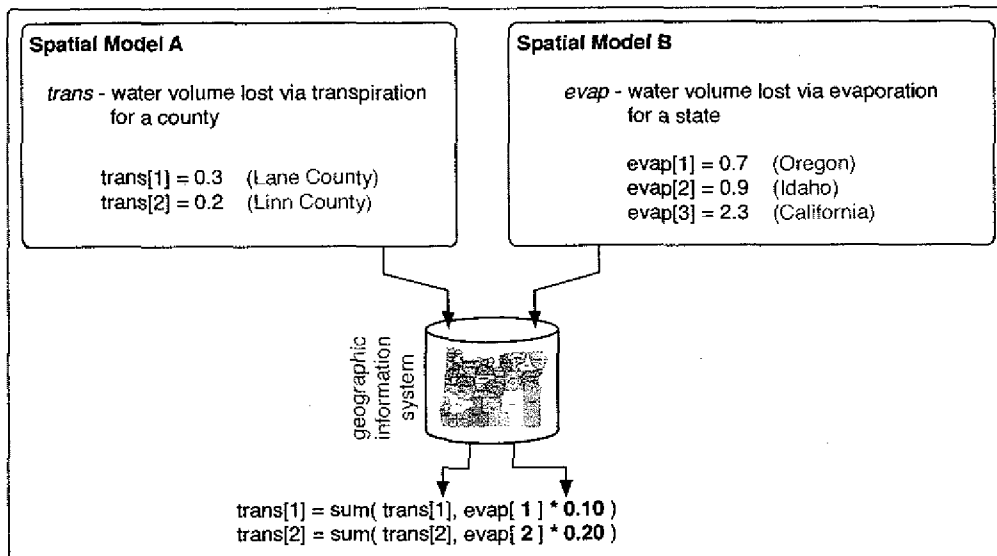 Spatial Model A
trans - water volume lost via transpiration
for a county
trans[1] = 0.3 (Lane County)
trans[2] = 0.2 (Linn County)
Spatial Model B
evap - water volume lost via evaporation
for a state
evap[1] = 0.7 (Oregon)
evap[2] = 0.9 (Idaho)
evap[3] = 2.3 (California)
geographic
information
system
trans[1] = sum( trans[1], evap[ 1 ] * 0.10 )
trans[2] = sum( trans[2], evap[ 2 ] * 0.20 )